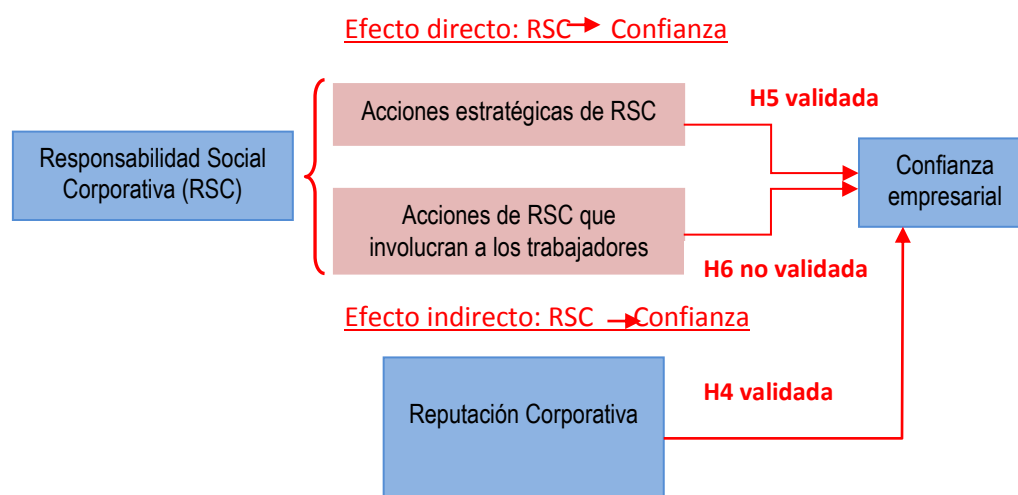 Efecto directo: RSC Confianza
Acciones estratégicas de RSC
H5 validada
Responsabilidad Social
Corporativa (RSC)
Confianza
empresarial
Acciones de RSC que
involucran a los trabajadores
H6 no validada
Efecto indirecto: RSC Confianza
H4 validada
Reputación Corporativa